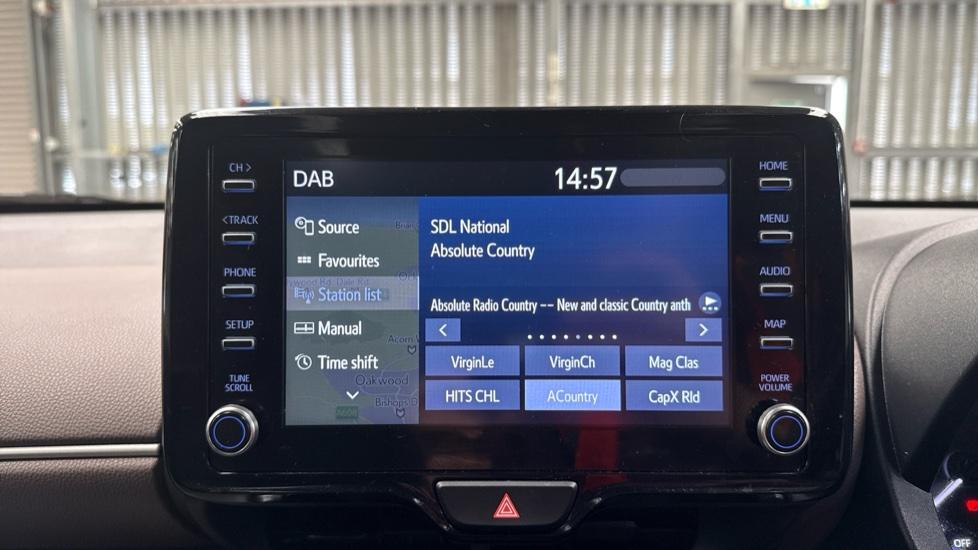 CH >
< TRACK
PHONE
SETUP
TUNE
SCROLL
DAB
14:57
Source
Favourites
Station list
Manual
Time shift
Oakwood
Bishops D
SDL National
Absolute Country
Absolute Radio Country -- New and classic Country anth
VirginLe
VirginCh
Mag Clas
HITS CHL
ACountry
CapX Rld
HOME
MENU
AUDIO
MAP
POWER
VOLUME
OFF